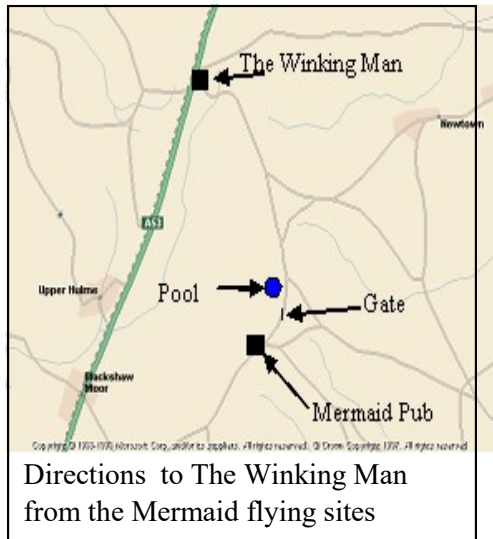 The Winking Man
Newtown
A53
Upper Hulme
Pool
Gate
Blackshaw
Moor
Mermaid Pub
Directions to The Winking Man
from the Mermaid flying sites